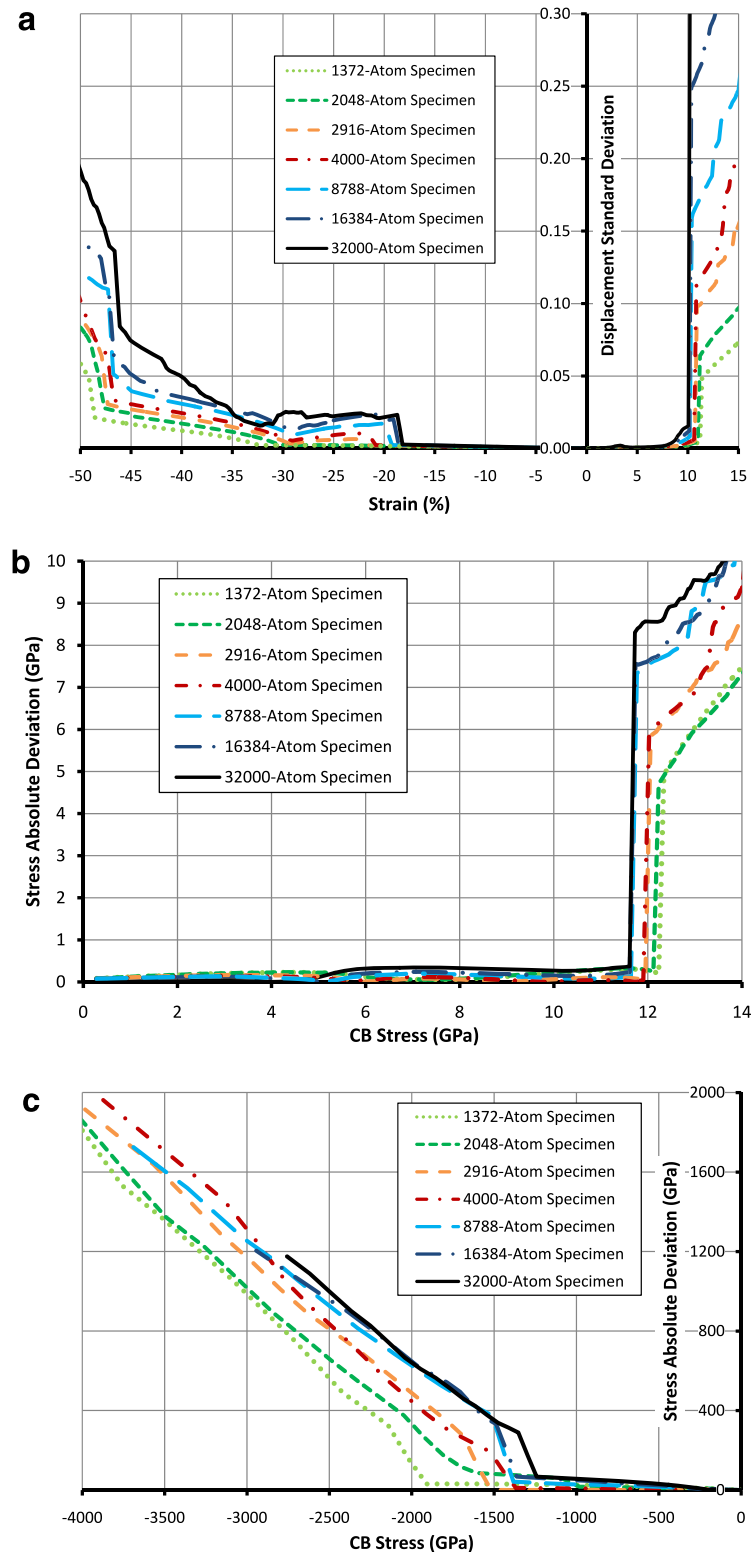 a
0.30
0.25
0.20
0.15
0.10
0.05
0.00
Displacement Standard Deviation
1372-Atom Specimen
2048-Atom Specimen
2916-Atom Specimen
4000-Atom Specimen
8788-Atom Specimen
16384-Atom Specimen
32000-Atom Specimen
-50 -45 -40 -35 -30 -25 -20 -15 -10 -5 0 5 10 15
Strain (%)
b
10
9
8
7
6
5
4
3
2
1
0
Stress Absolute Deviation (GPa)
1372-Atom Specimen
2048-Atom Specimen
2916-Atom Specimen
4000-Atom Specimen
8788-Atom Specimen
16384-Atom Specimen
32000-Atom Specimen
0 2 4 6 8 10 12 14
CB Stress (GPa)
c
2000
1600
1200
800
400
0
Stress Absolute Deviation (GPa)
1372-Atom Specimen
2048-Atom Specimen
2916-Atom Specimen
4000-Atom Specimen
8788-Atom Specimen
16384-Atom Specimen
32000-Atom Specimen
-4000 -3500 -3000 -2500 -2000 -1500 -1000 -500 0
CB Stress (GPa)